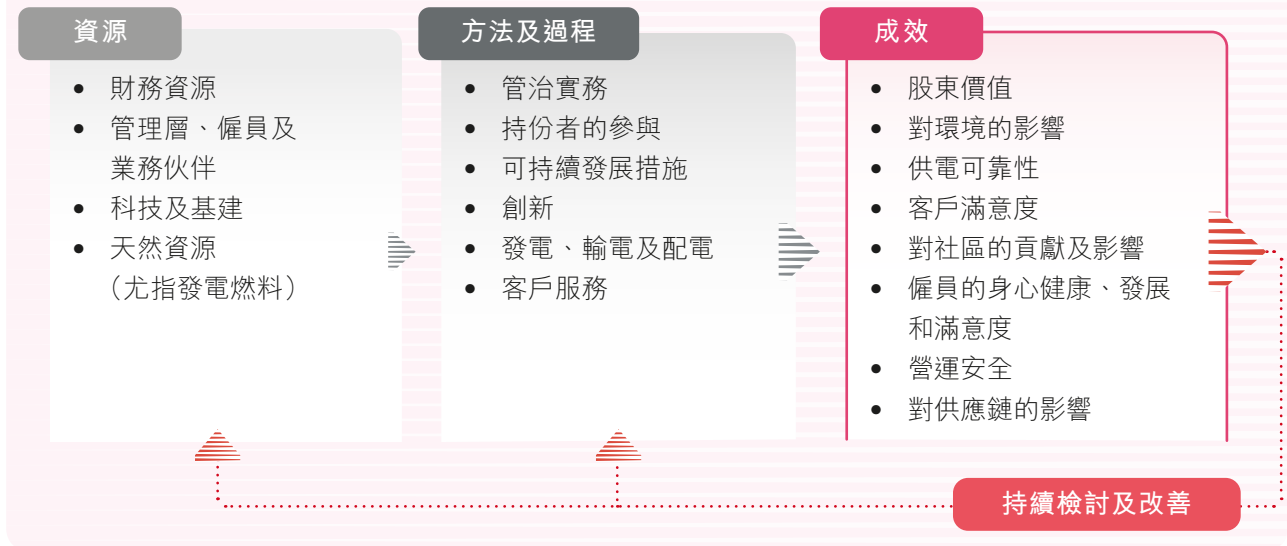 資源
• 財務資源
• 管理層、僱員及
業務伙伴
• 科技及基建
• 天然資源
（尤指發電燃料）
方法及過程
• 管治實務
• 持份者的參與
• 可持續發展措施
• 創新
• 發電、輸電及配電
• 客戶服務
成效
• 股東價值
• 對環境的影響
• 供電可靠性
• 客戶滿意度
• 對社區的貢獻及影響
• 僱員的身心健康、發展
和滿意度
• 營運安全
• 對供應鏈的影響
持續檢討及改善